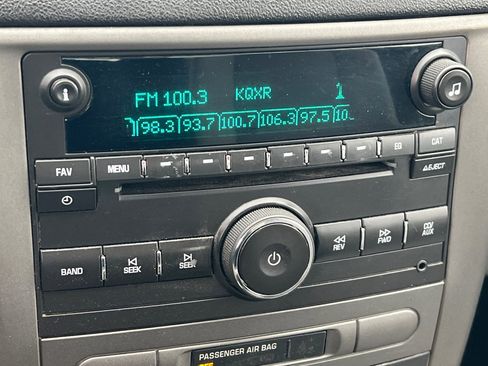 FM 100.3 KQXR 1
98.3 93.7 100.7 106.3 97.5 10
FAV MENU EQ CAT
EJECT
BAND SEEK SEEK REV FWD CD/AUX
PASSENGER AIR BAG